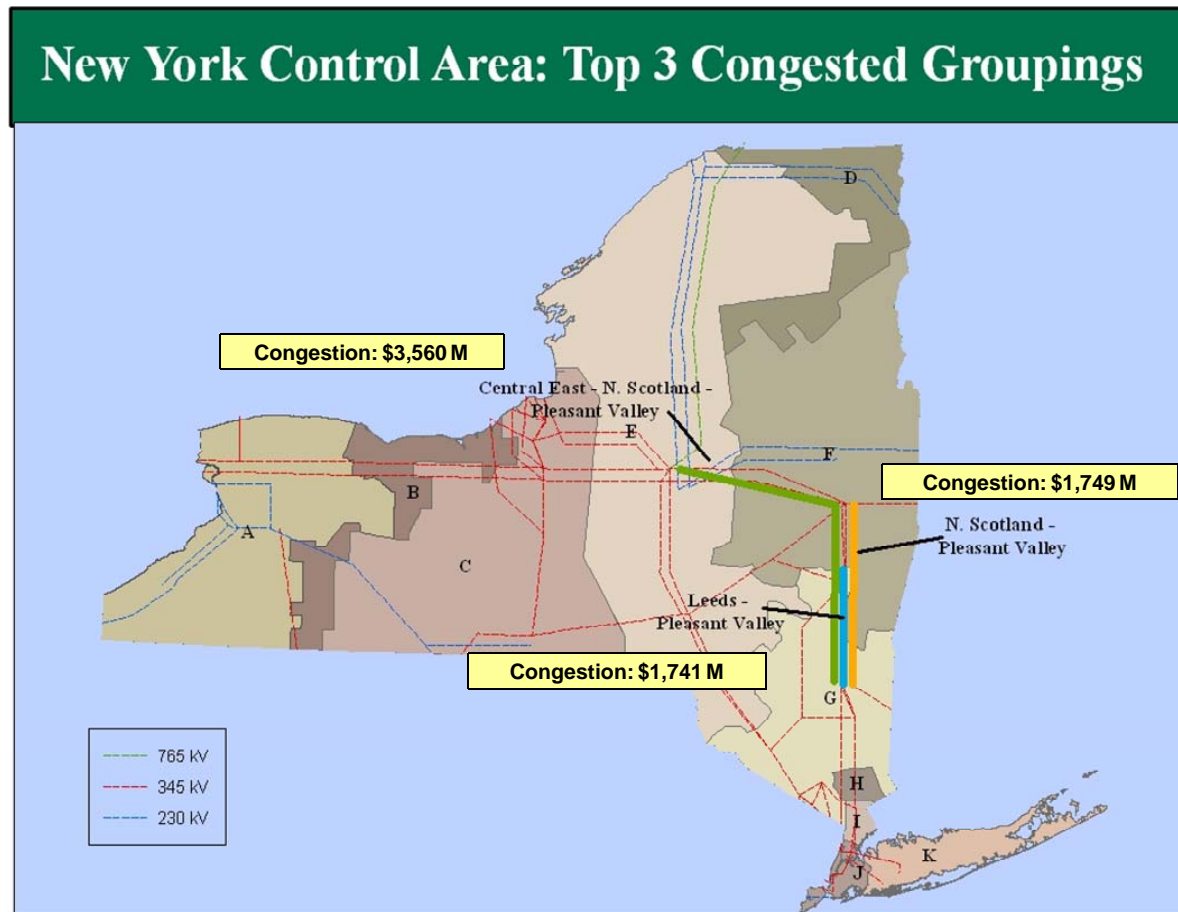 New York Control Area: Top 3 Congested Groupings
D
Congestion: $3,560 M
Central East - N. Scotland -
Pleasant Valley
E
F
B
Congestion: $1,749 M
A
N. Scotland -
Pleasant Valley
C
Leeds -
Pleasant Valley
Congestion: $1,741 M
G
765 kV
345 kV
230 kV
H
I
K
J